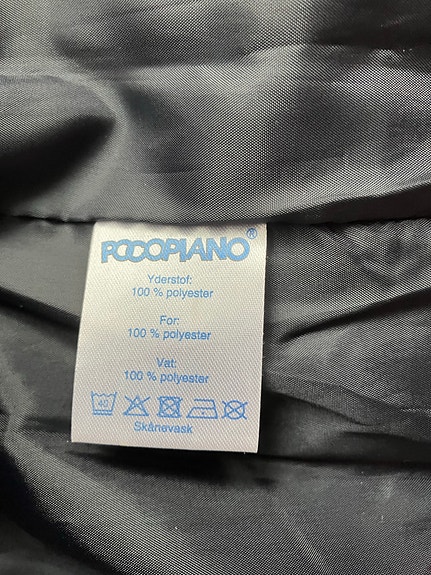 POCOPIANO®
Yderstof:
100 % polyester
For:
100 % polyester
Vat:
100 % polyester
40
Skånevask